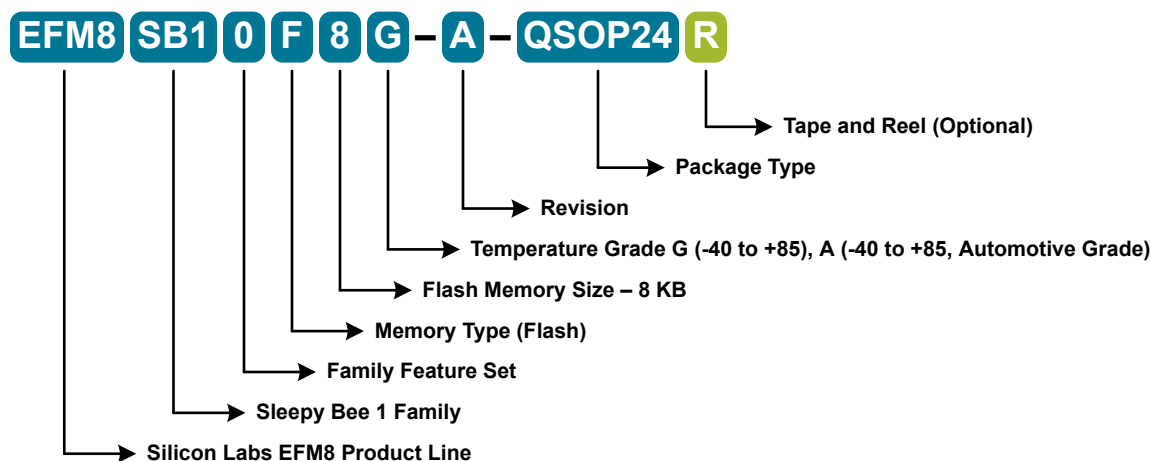 EFM8 SB1 0 F 8 G – A – QSOP24 R
Tape and Reel (Optional)
Package Type
Revision
Temperature Grade G (-40 to +85), A (-40 to +85, Automotive Grade)
Flash Memory Size – 8 KB
Memory Type (Flash)
Family Feature Set
Sleepy Bee 1 Family
Silicon Labs EFM8 Product Line